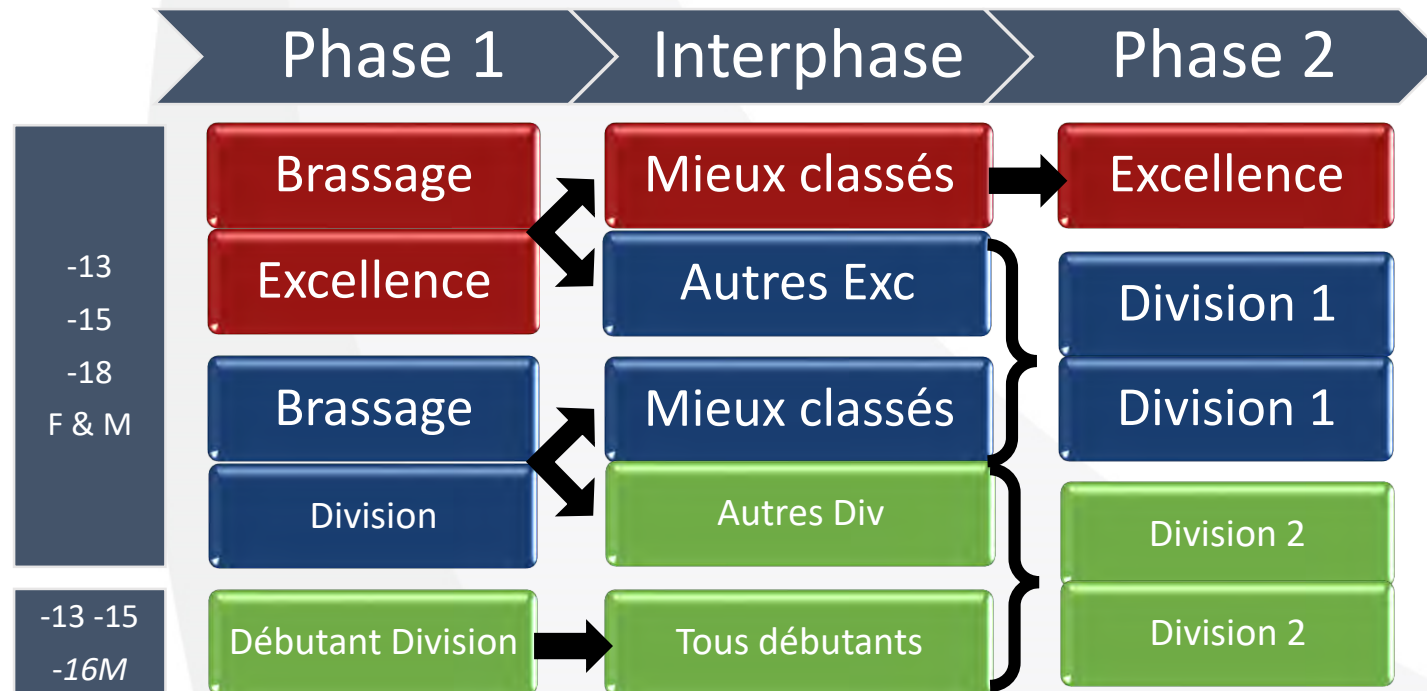 Phase 1
Interphase
Phase 2
-13
-15
-18
F & M
Brassage
Excellence
Mieux classés
Autres Exc
Excellence
Division 1
Brassage
Division
Mieux classés
Autres Div
Division 1
Division 2
-13 -15
-16M
Débutant Division
Tous débutants
Division 2